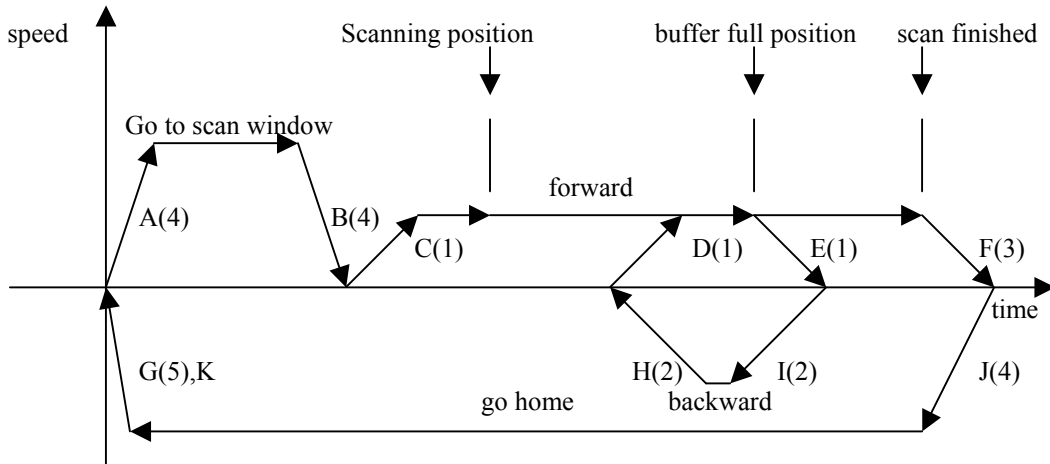 speed
Scanning position
buffer full position
scan finished
Go to scan window
forward
A(4)
B(4)
C(1)
D(1)
E(1)
F(3)
time
G(5),K
H(2)
I(2)
J(4)
go home
backward